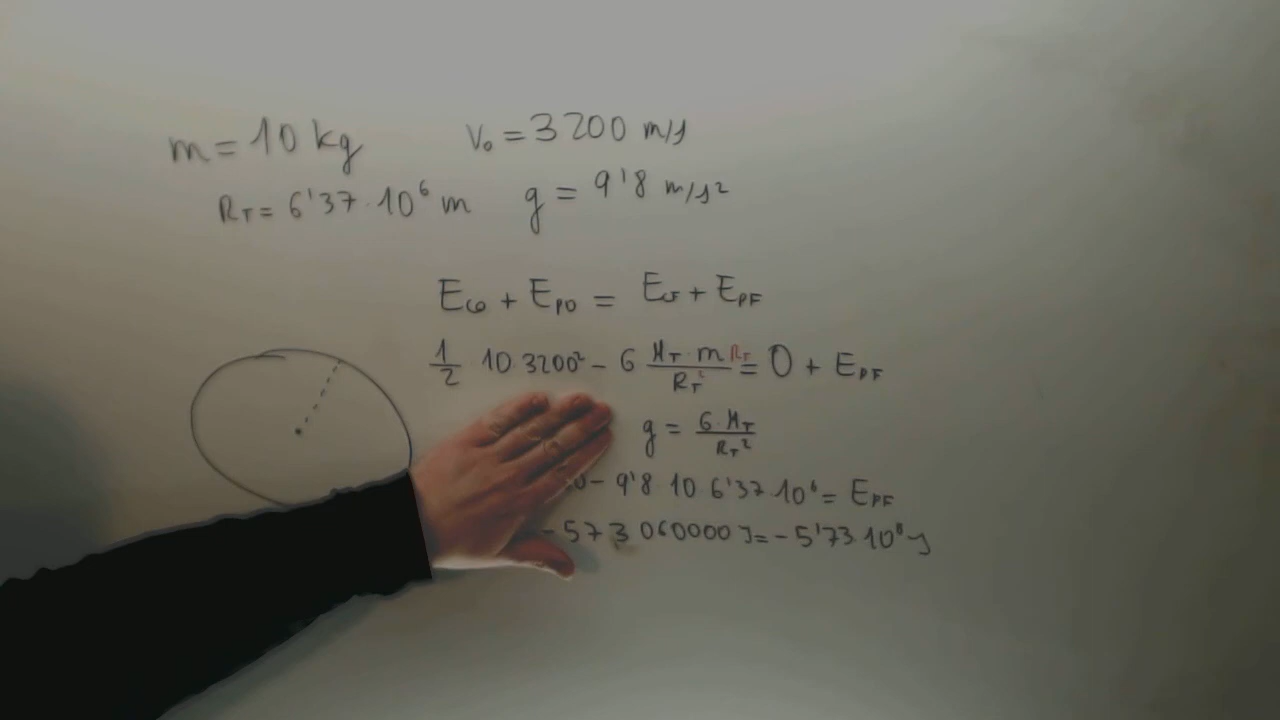 m = 10 kg V₀ = 3200 m/s
R_T = 6'37·10⁶ m g = 9'8 m/s²
E_C0 + E_P0 = E_CF + E_PF
1/2 10 3200² - G M_T · m R_T / R_T² = 0 + E_PF
g = G·M_T / R_T²
0 - 9'8 10 6'37·10⁶ = E_PF
- 573 060000 J = - 5'73 10⁸ J